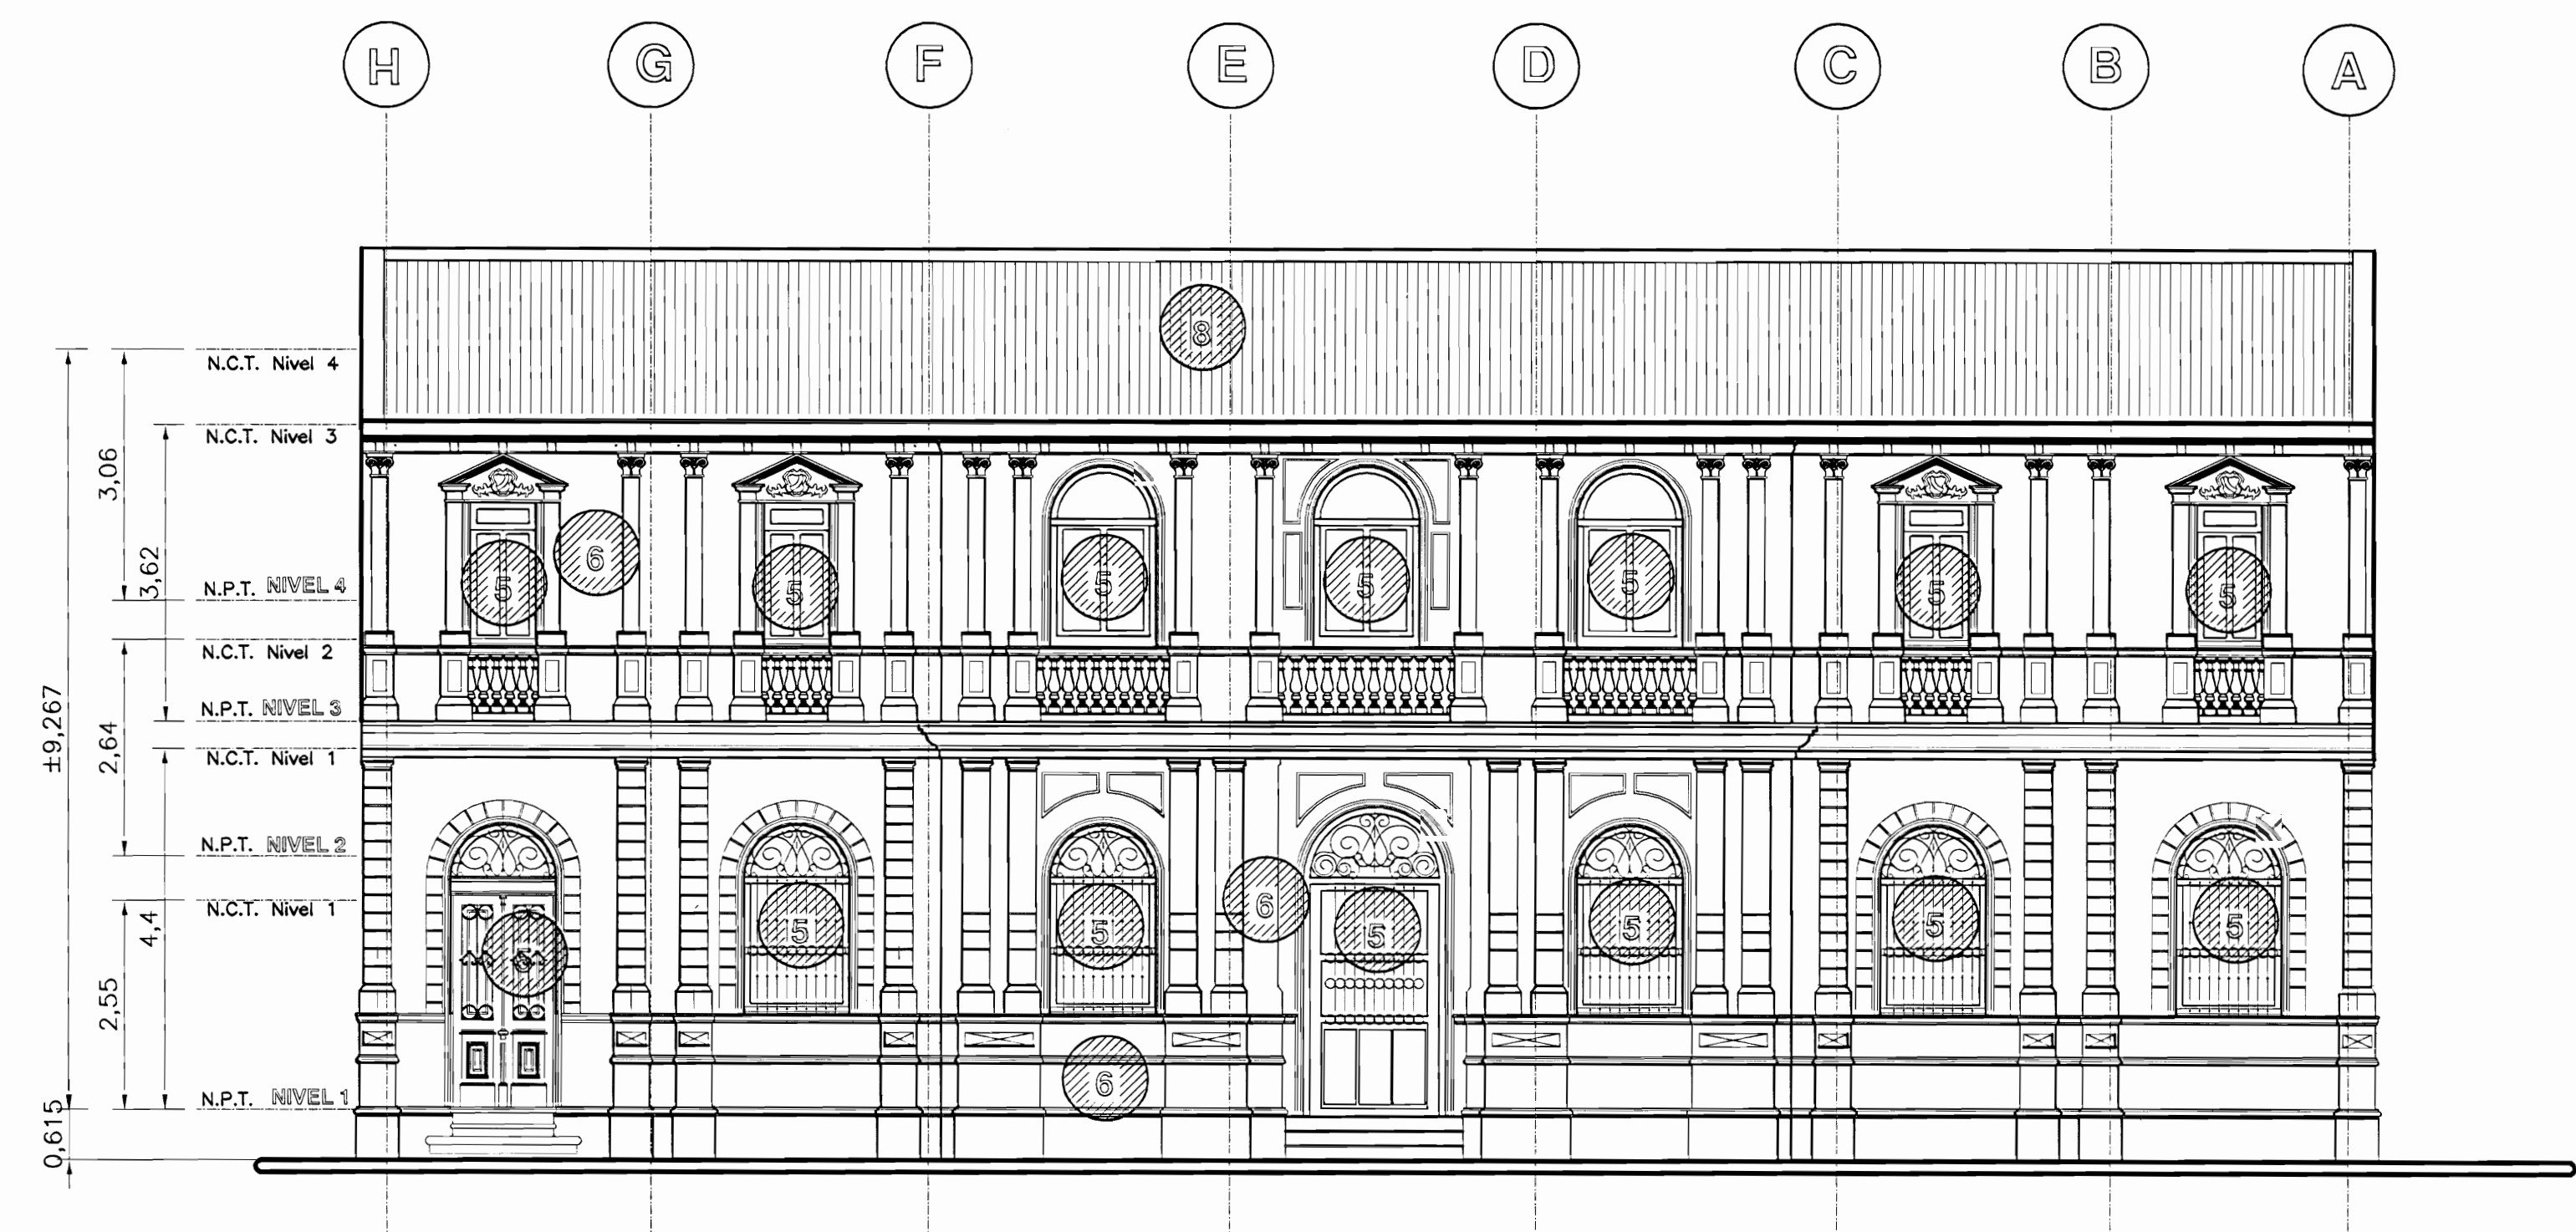 H G F E D C B A
8
N.C.T. Nivel 4
N.C.T. Nivel 3
3,06
3,62
6
5 5 5 5 5 5 5
N.P.T. NIVEL 4
N.C.T. Nivel 2
N.P.T. NIVEL 3
±9,267
2,64
N.C.T. Nivel 1
N.P.T. NIVEL 2
N.C.T. Nivel 1
4,4
2,55
6
5 5 5 5 5 5 5
6
N.P.T. NIVEL 1
0,615